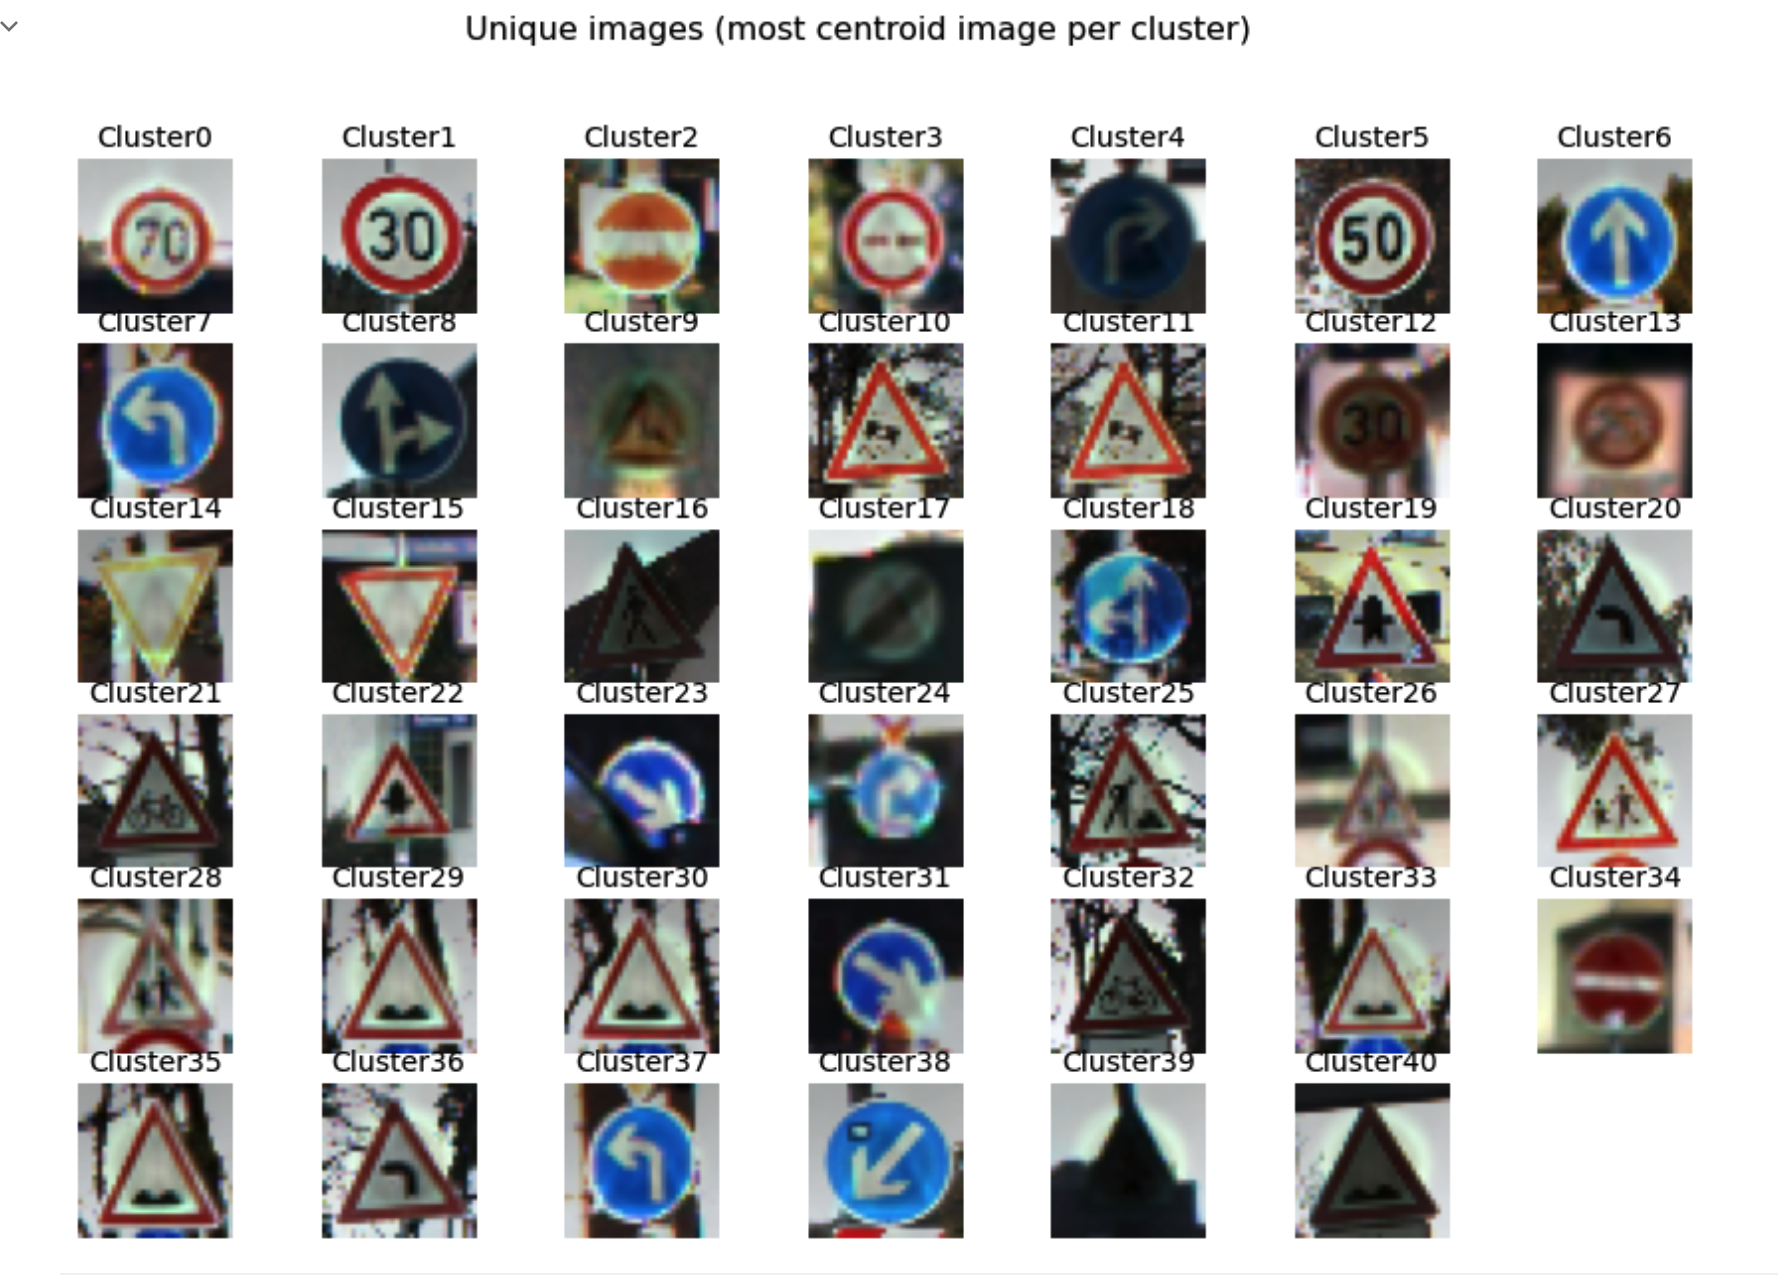 Unique images (most centroid image per cluster)
Cluster0 Cluster1 Cluster2 Cluster3 Cluster4 Cluster5 Cluster6
70 30 50
Cluster7 Cluster8 Cluster9 Cluster10 Cluster11 Cluster12 Cluster13
30
Cluster14 Cluster15 Cluster16 Cluster17 Cluster18 Cluster19 Cluster20
Cluster21 Cluster22 Cluster23 Cluster24 Cluster25 Cluster26 Cluster27
Cluster28 Cluster29 Cluster30 Cluster31 Cluster32 Cluster33 Cluster34
Cluster35 Cluster36 Cluster37 Cluster38 Cluster39 Cluster40